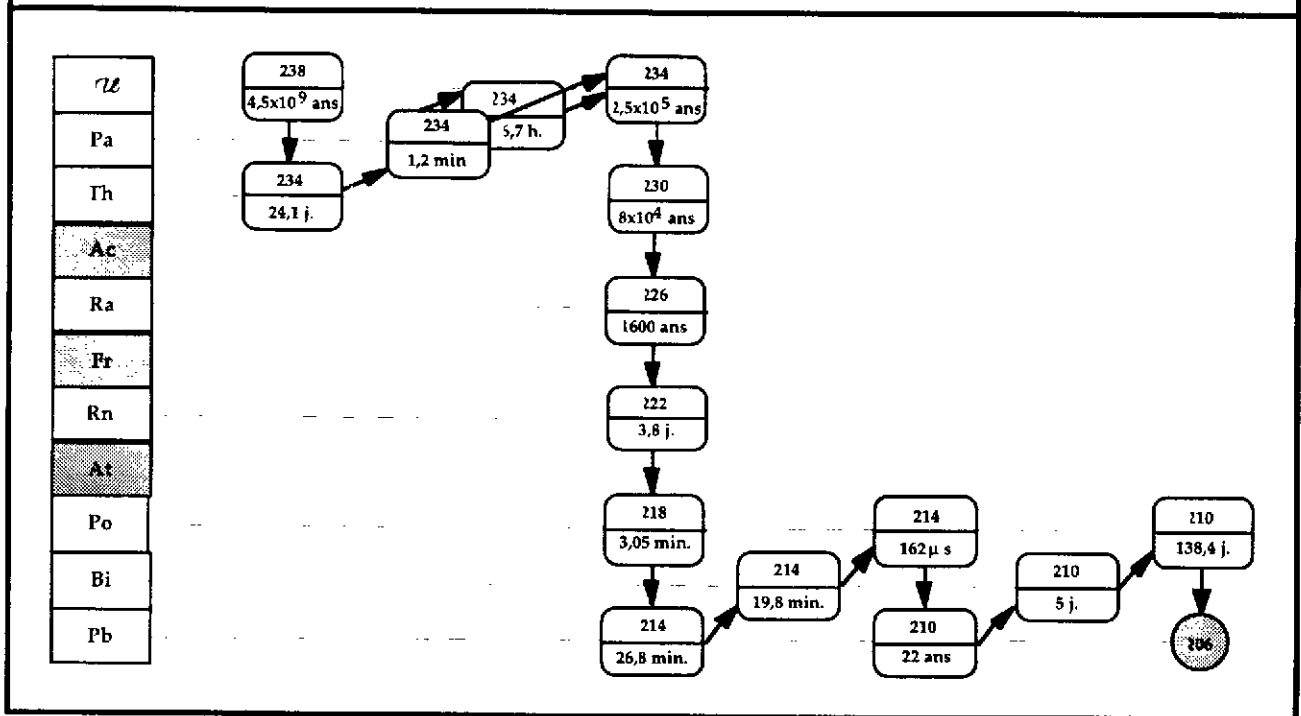 U
Pa
Th
Ac
Ra
Fr
Rn
At
Po
Bi
Pb
238
4,5x10⁹ ans
234
24,1 j.
234
1,2 min
234
5,7 h.
234
2,5x10⁵ ans
230
8x10⁴ ans
226
1600 ans
222
3,8 j.
218
3,05 min.
214
26,8 min.
214
19,8 min.
214
162 µ s
210
22 ans
210
5 j.
210
138,4 j.
206